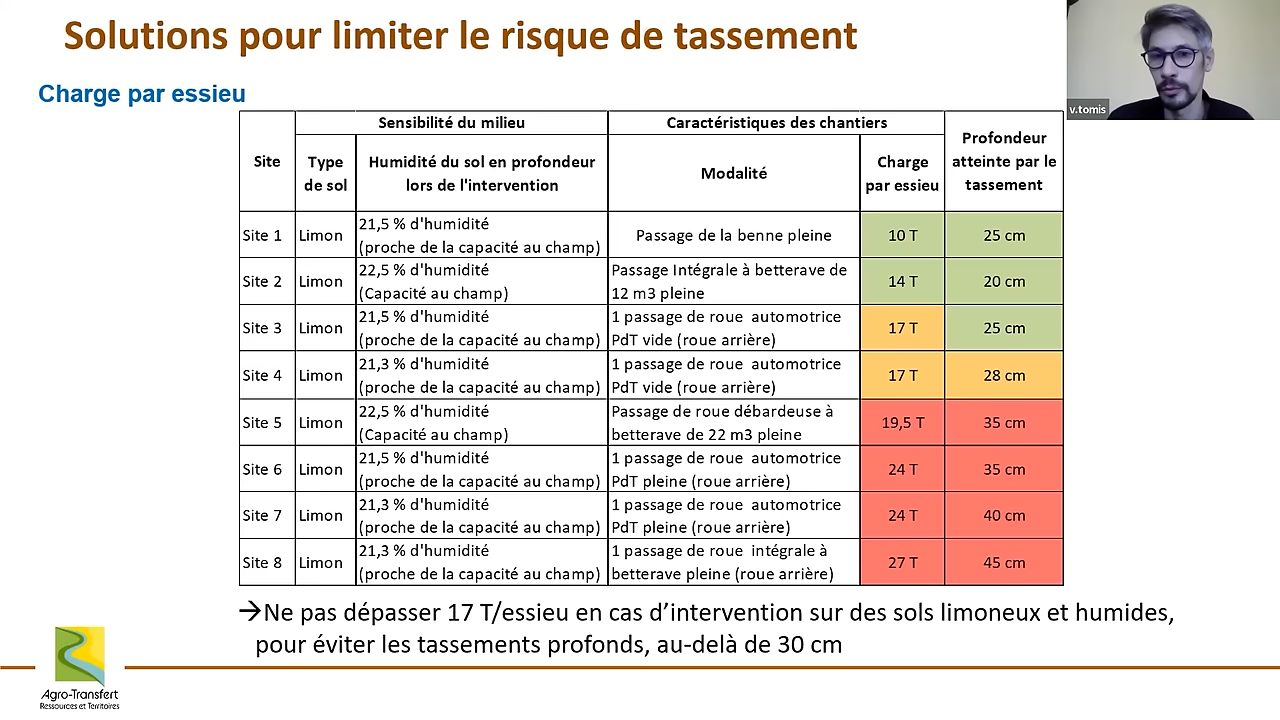 Solutions pour limiter le risque de tassement
v.tomis
Charge par essieu
Sensibilité du milieu
Caractéristiques des chantiers
Profondeur
atteinte par le
tassement
Site
Type
de sol
Humidité du sol en profondeur
lors de l'intervention
Modalité
Charge
par essieu
Site 1
Limon
21,5 % d'humidité
(proche de la capacité au champ)
Passage de la benne pleine
10 T
25 cm
Site 2
Limon
22,5 % d'humidité
(Capacité au champ)
Passage Intégrale à betterave de
12 m3 pleine
14 T
20 cm
Site 3
Limon
21,5 % d'humidité
(proche de la capacité au champ)
1 passage de roue  automotrice
PdT vide (roue arrière)
17 T
25 cm
Site 4
Limon
21,3 % d'humidité
(proche de la capacité au champ)
1 passage de roue  automotrice
PdT vide (roue arrière)
17 T
28 cm
Site 5
Limon
22,5 % d'humidité
(Capacité au champ)
Passage de roue débardeuse à
betterave de 22 m3 pleine
19,5 T
35 cm
Site 6
Limon
21,5 % d'humidité
(proche de la capacité au champ)
1 passage de roue  automotrice
PdT pleine (roue arrière)
24 T
35 cm
Site 7
Limon
21,3 % d'humidité
(proche de la capacité au champ)
1 passage de roue  automotrice
PdT pleine (roue arrière)
24 T
40 cm
Site 8
Limon
21,3 % d'humidité
(proche de la capacité au champ)
1 passage de roue  intégrale à
betterave pleine (roue arrière)
27 T
45 cm
→Ne pas dépasser 17 T/essieu en cas d’intervention sur des sols limoneux et humides,
pour éviter les tassements profonds, au-delà de 30 cm
Agro-Transfert
Ressources et Territoires